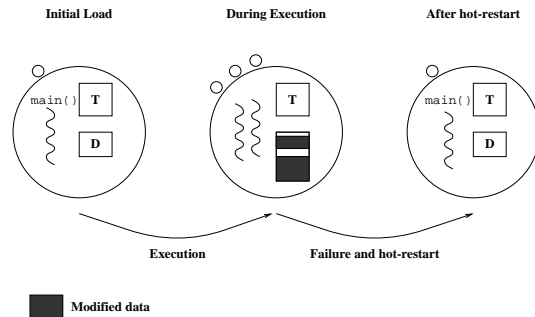 Initial Load
During Execution
After hot-restart
main()
T
D
T
main()
T
D
Execution
Failure and hot-restart
Modified data